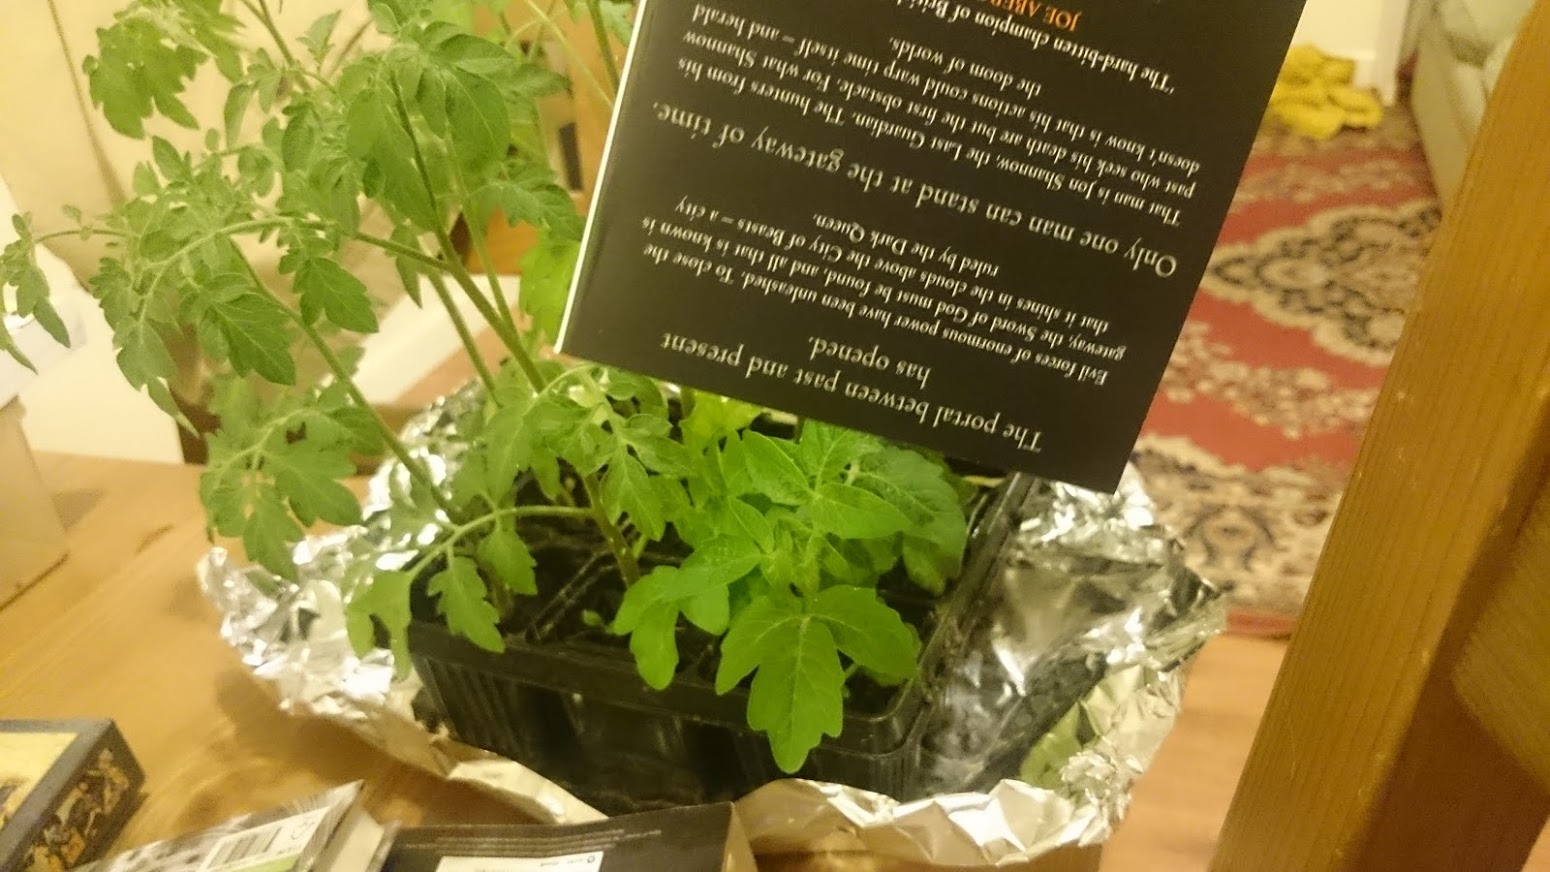 The portal between past and present
has opened.
Evil forces of enormous power have been unleashed. To close the
gateway, the Sword of God must be found, and all that is known is
that it shines in the clouds above the City of Beasts – a city
ruled by the Dark Queen.
Only one man can stand at the gateway of time.
That man is Jon Shannow, the Last Guardian. The hunters from his
past who seek his death are but the first obstacle. For what Shannow
doesn't know is that his actions could warp time itself – and herald
the doom of worlds.
'The hard-bitten champion of
JOE